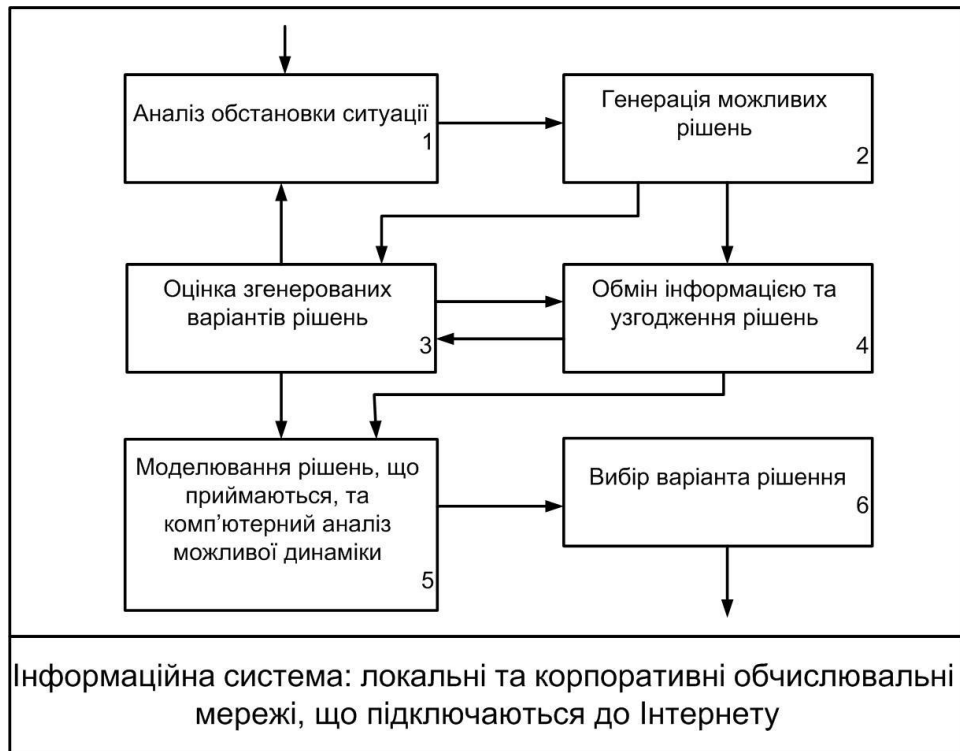 Аналіз обстановки ситуації
1
Генерація можливих
рішень
2
Оцінка згенерованих
варіантів рішень
3
Обмін інформацією та
узгодження рішень
4
Моделювання рішень, що
приймаються, та
комп’ютерний аналіз
можливої динаміки
5
Вибір варіанта рішення
6
Інформаційна система: локальні та корпоративні обчислювальні
мережі, що підключаються до Інтернету